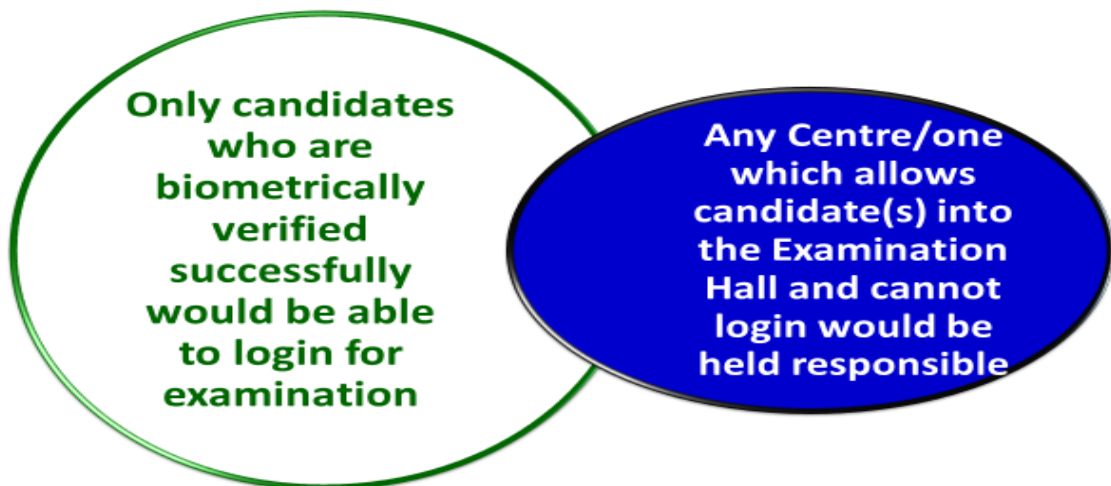 Only candidates
who are
biometrically
verified
successfully
would be able
to login for
examination
Any Centre/one
which allows
candidate(s) into
the Examination
Hall and cannot
login would be
held responsible